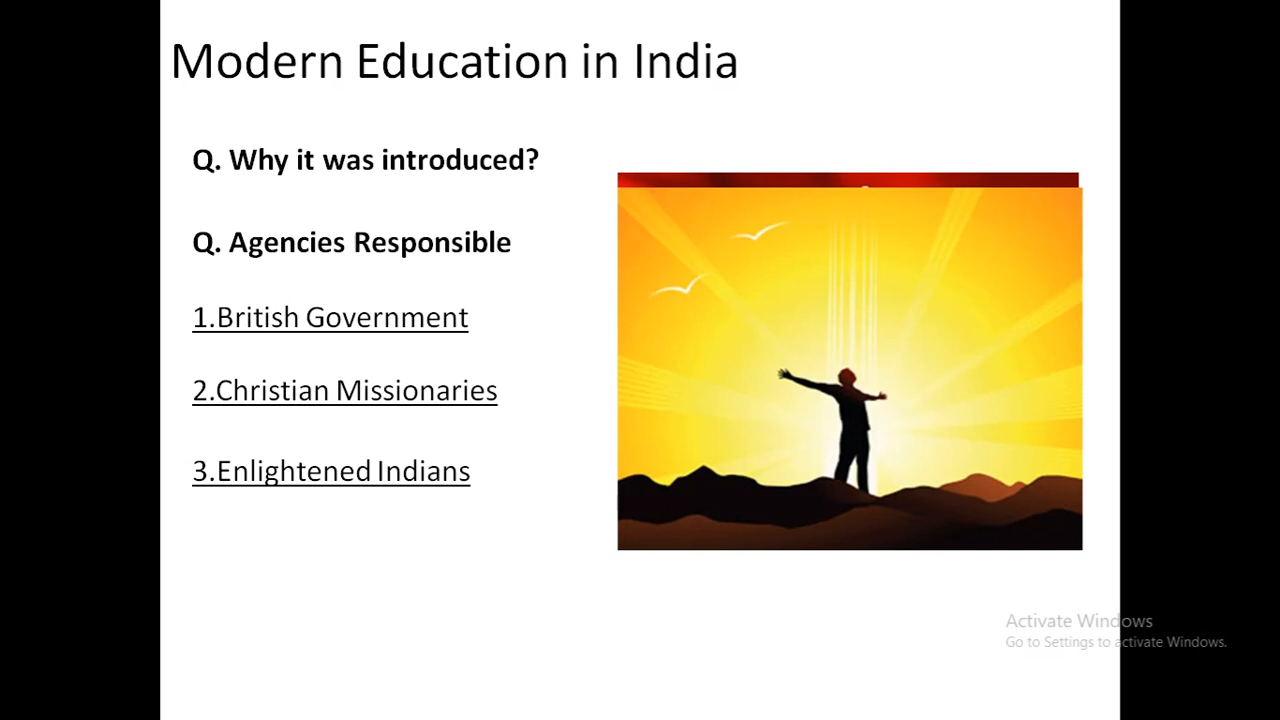 Modern Education in India
Q. Why it was introduced?
Q. Agencies Responsible
1.British Government
2.Christian Missionaries
3.Enlightened Indians
Activate Windows
Go to Settings to activate Windows.